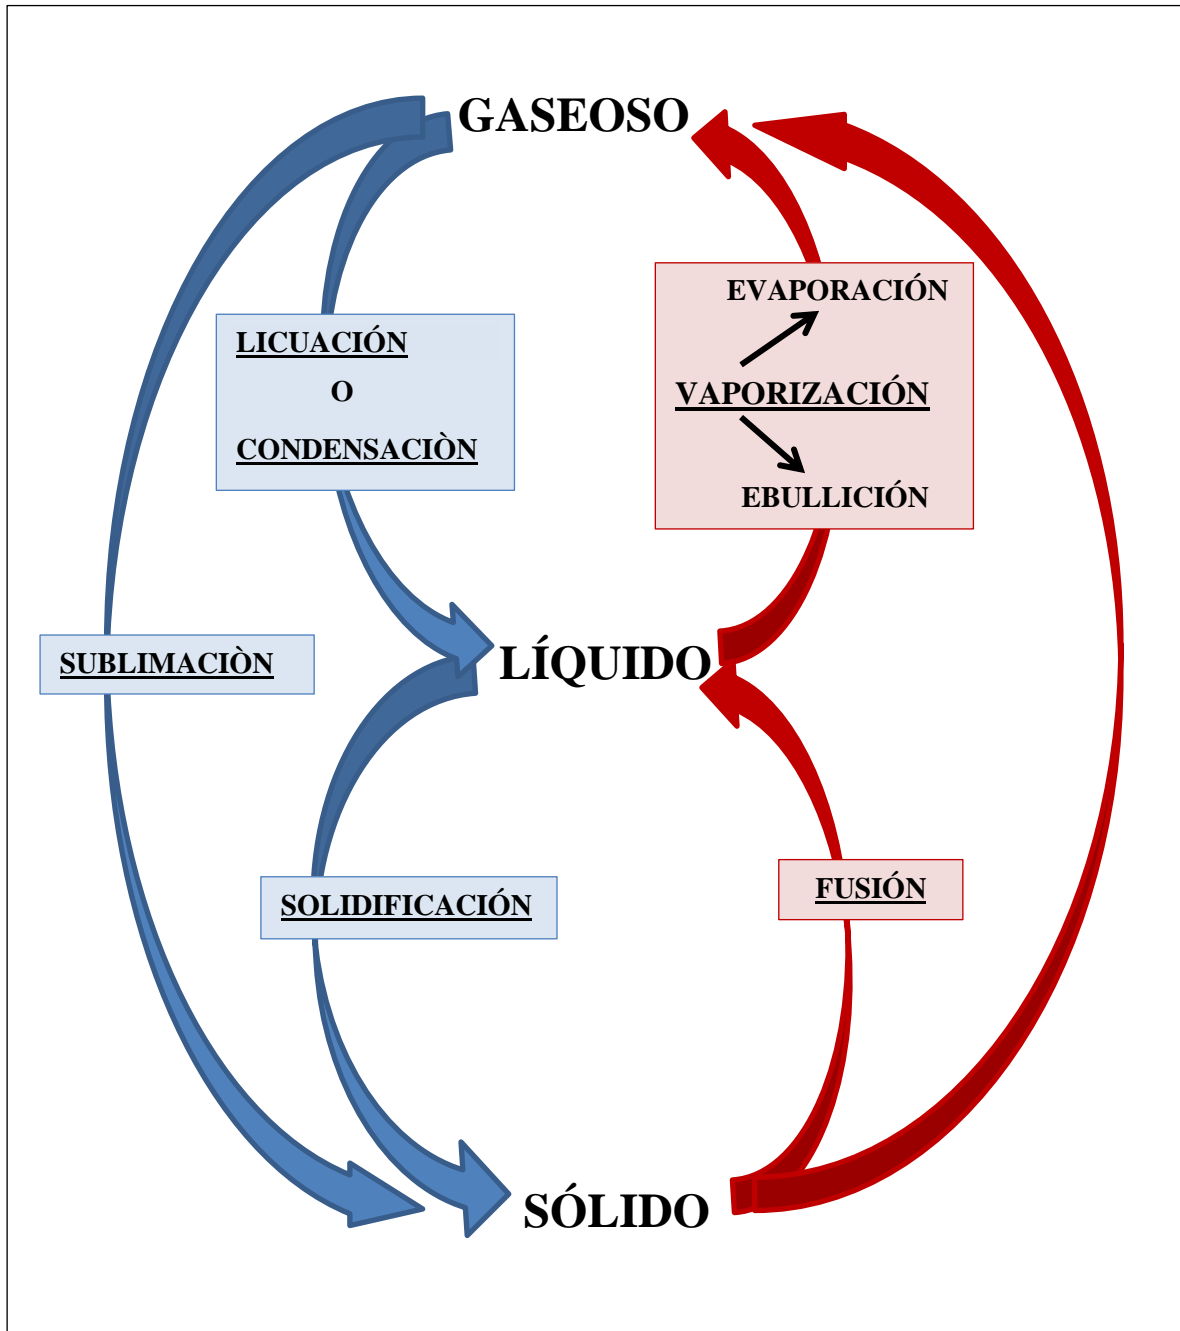 GASEOSO
EVAPORACIÓN
LICUACIÓN
O
CONDENSACIÒN
VAPORIZACIÓN
EBULLICIÓN
SUBLIMACIÒN
LÍQUIDO
SOLIDIFICACIÓN
FUSIÓN
SÓLIDO